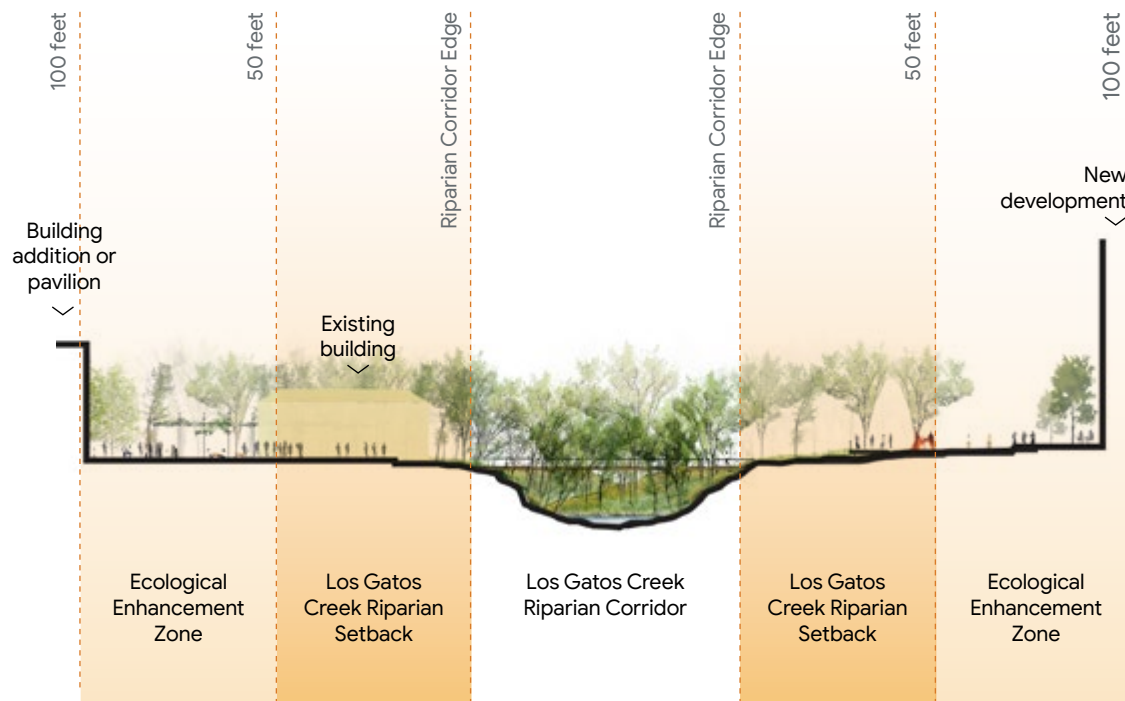 100 feet
50 feet
Riparian Corridor Edge
Riparian Corridor Edge
50 feet
100 feet
New
development
Building
addition or
pavilion
Existing
building
Ecological
Enhancement
Zone
Los Gatos
Creek Riparian
Setback
Los Gatos Creek
Riparian Corridor
Los Gatos
Creek Riparian
Setback
Ecological
Enhancement
Zone